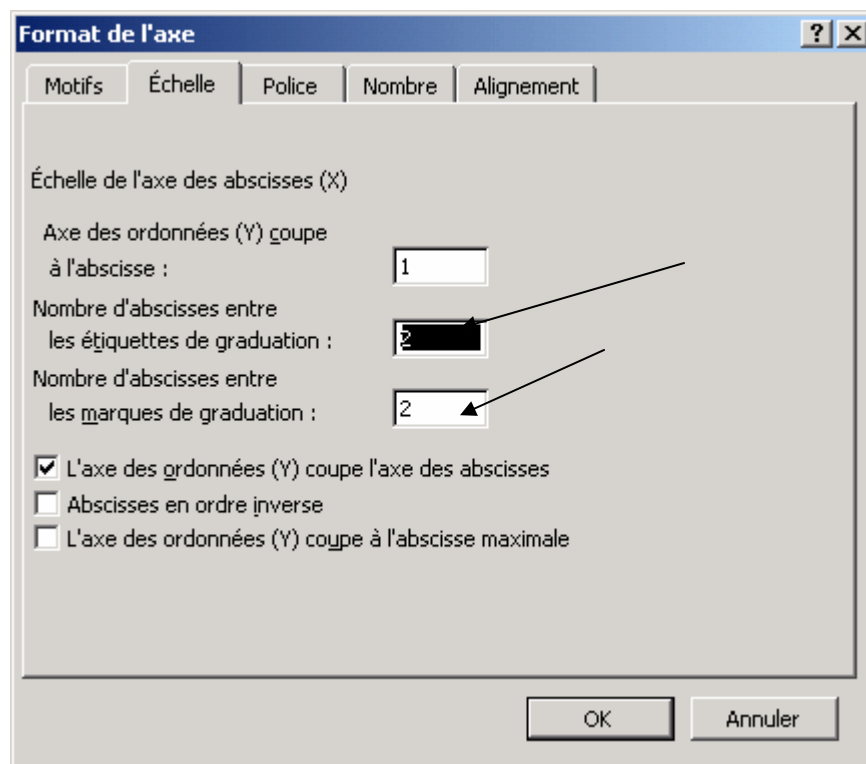 Format de l'axe
Motifs Échelle Police Nombre Alignement
Échelle de l'axe des abscisses (X)
Axe des ordonnées (Y) coupe
à l'abscisse : 1
Nombre d'abscisses entre
les étiquettes de graduation : 2
Nombre d'abscisses entre
les marques de graduation : 2
L'axe des ordonnées (Y) coupe l'axe des abscisses
Abscisses en ordre inverse
L'axe des ordonnées (Y) coupe à l'abscisse maximale
OK Annuler